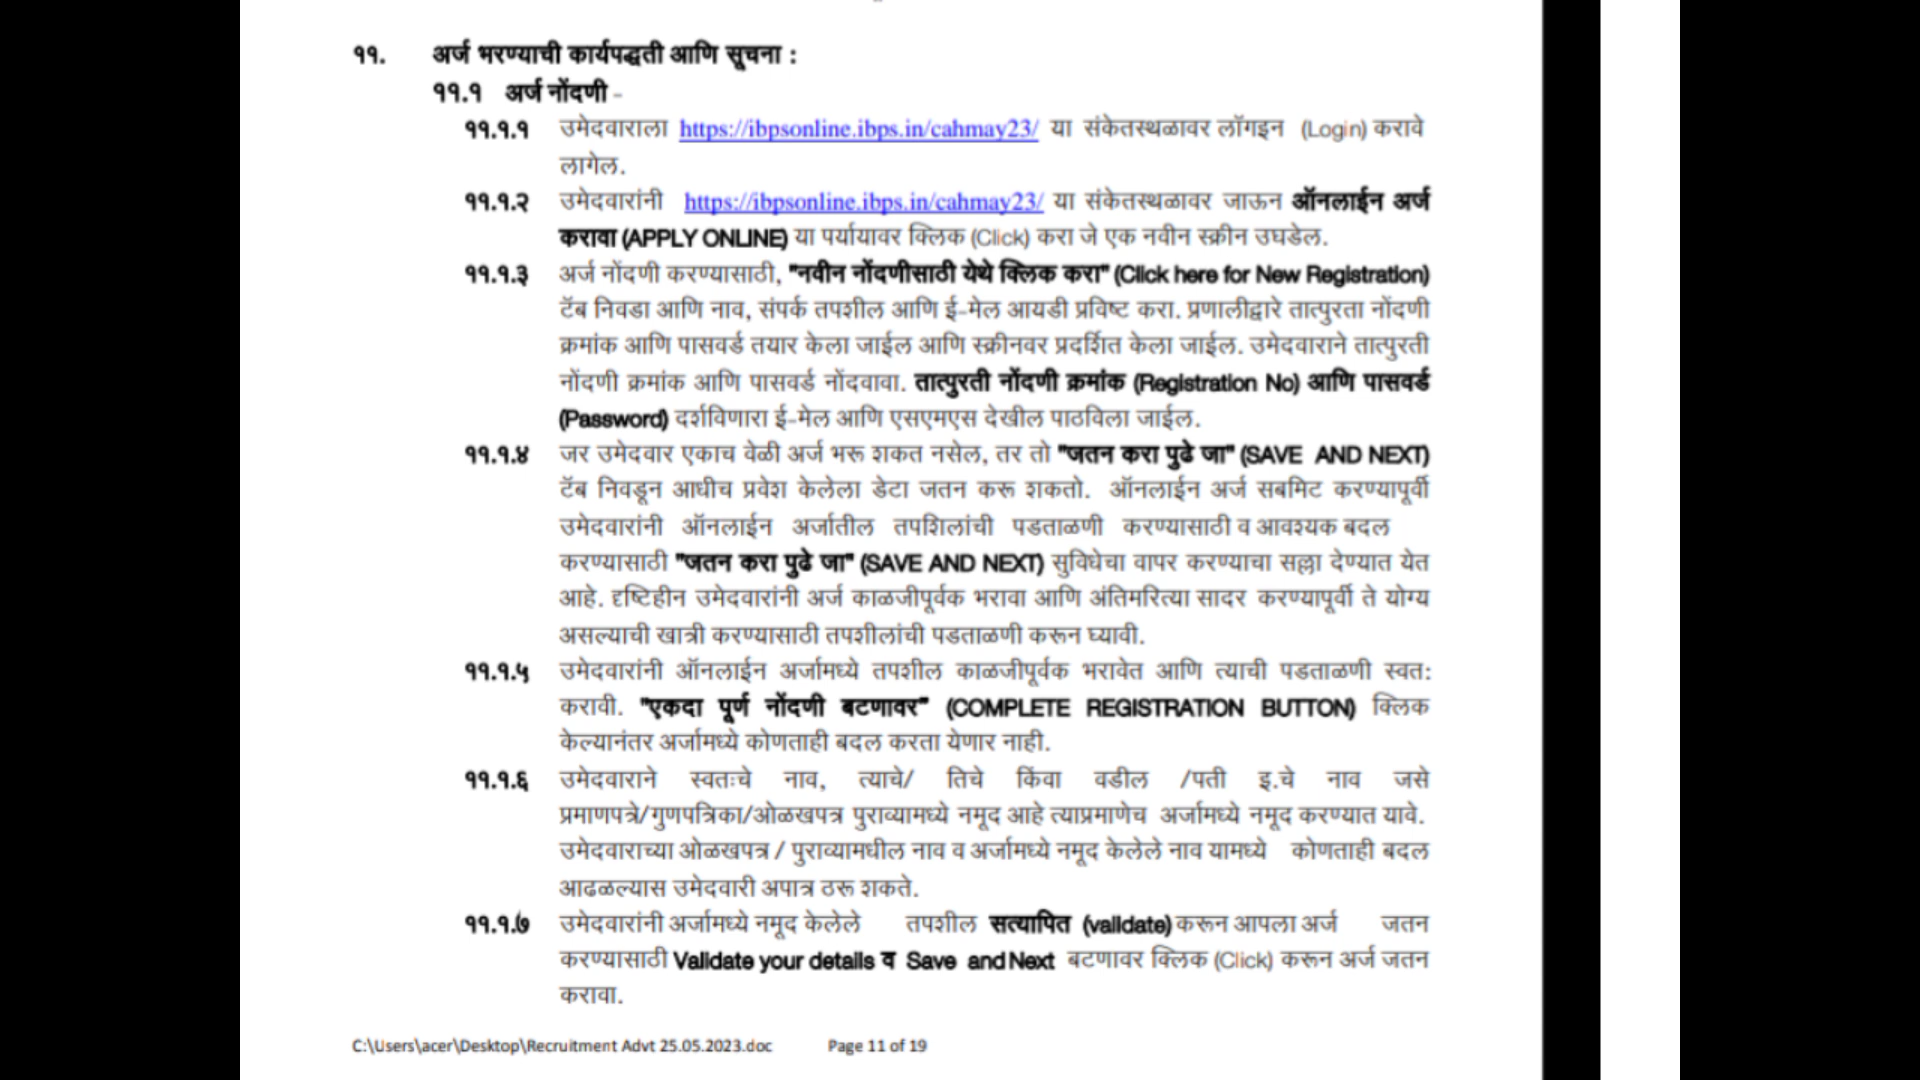 ११. अर्ज भरण्याची कार्यपद्धती आणि सूचना :
११.१ अर्ज नोंदणी -
११.१.१ उमेदवाराला https://ibpsonline.ibps.in/cahmay23/ या संकेतस्थळावर लॉगइन (Login) करावे
लागेल.
११.१.२ उमेदवारांनी https://ibpsonline.ibps.in/cahmay23/ या संकेतस्थळावर जाऊन ऑनलाईन अर्ज
करावा (APPLY ONLINE) या पर्यायावर क्लिक (Click) करा जे एक नवीन स्क्रीन उघडेल.
११.१.३ अर्ज नोंदणी करण्यासाठी, "नवीन नोंदणीसाठी येथे क्लिक करा" (Click here for New Registration)
टॅब निवडा आणि नाव, संपर्क तपशील आणि ई-मेल आयडी प्रविष्ट करा. प्रणालीद्वारे तात्पुरता नोंदणी
क्रमांक आणि पासवर्ड तयार केला जाईल आणि स्क्रीनवर प्रदर्शित केला जाईल. उमेदवाराने तात्पुरती
नोंदणी क्रमांक आणि पासवर्ड नोंदवावा. तात्पुरती नोंदणी क्रमांक (Registration No) आणि पासवर्ड
(Password) दर्शविणारा ई-मेल आणि एसएमएस देखील पाठविला जाईल.
११.१.४ जर उमेदवार एकाच वेळी अर्ज भरू शकत नसेल, तर तो "जतन करा पुढे जा" (SAVE AND NEXT)
टॅब निवडून आधीच प्रवेश केलेला डेटा जतन करू शकतो. ऑनलाईन अर्ज सबमिट करण्यापूर्वी
उमेदवारांनी ऑनलाईन अर्जातील तपशिलांची पडताळणी करण्यासाठी व आवश्यक बदल
करण्यासाठी "जतन करा पुढे जा" (SAVE AND NEXT) सुविधेचा वापर करण्याचा सल्ला देण्यात येत
आहे. दृष्टिहीन उमेदवारांनी अर्ज काळजीपूर्वक भरावा आणि अंतिमरित्या सादर करण्यापूर्वी ते योग्य
असल्याची खात्री करण्यासाठी तपशीलांची पडताळणी करून घ्यावी.
११.१.५ उमेदवारांनी ऑनलाईन अर्जामध्ये तपशील काळजीपूर्वक भरावेत आणि त्याची पडताळणी स्वत:
करावी. "एकदा पूर्ण नोंदणी बटणावर" (COMPLETE REGISTRATION BUTTON) क्लिक
केल्यानंतर अर्जामध्ये कोणताही बदल करता येणार नाही.
११.१.६ उमेदवाराने स्वतःचे नाव, त्याचे/ तिचे किंवा वडील /पती इ.चे नाव जसे
प्रमाणपत्रे/गुणपत्रिका/ओळखपत्र पुराव्यामध्ये नमूद आहे त्याप्रमाणेच अर्जामध्ये नमूद करण्यात यावे.
उमेदवाराच्या ओळखपत्र / पुराव्यामधील नाव व अर्जामध्ये नमूद केलेले नाव यामध्ये कोणताही बदल
आढळल्यास उमेदवारी अपात्र ठरू शकते.
११.१.७ उमेदवारांनी अर्जामध्ये नमूद केलेले तपशील सत्यापित (validate) करून आपला अर्ज जतन
करण्यासाठी Validate your details व Save and Next बटणावर क्लिक (Click) करून अर्ज जतन
करावा.
C:\Users\acer\Desktop\Recruitment Advt 25.05.2023.doc Page 11 of 19